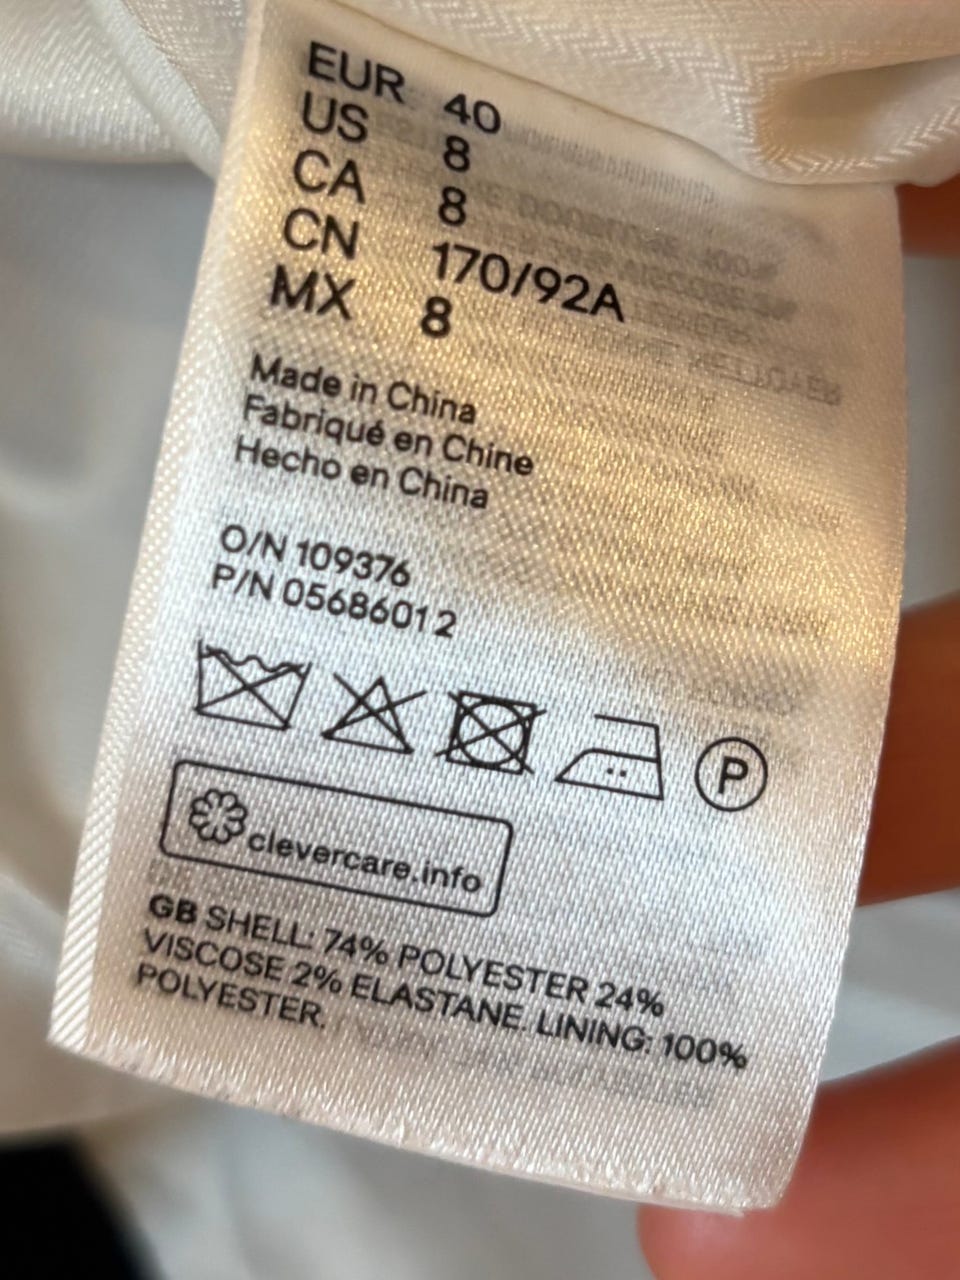 EUR 40
US 8
CA 8
CN 170/92A
MX 8
Made in China
Fabriqué en Chine
Hecho en China
O/N 109376
P/N 05686012
P
clevercare.info
GB SHELL: 74% POLYESTER 24%
VISCOSE 2% ELASTANE. LINING: 100%
POLYESTER.